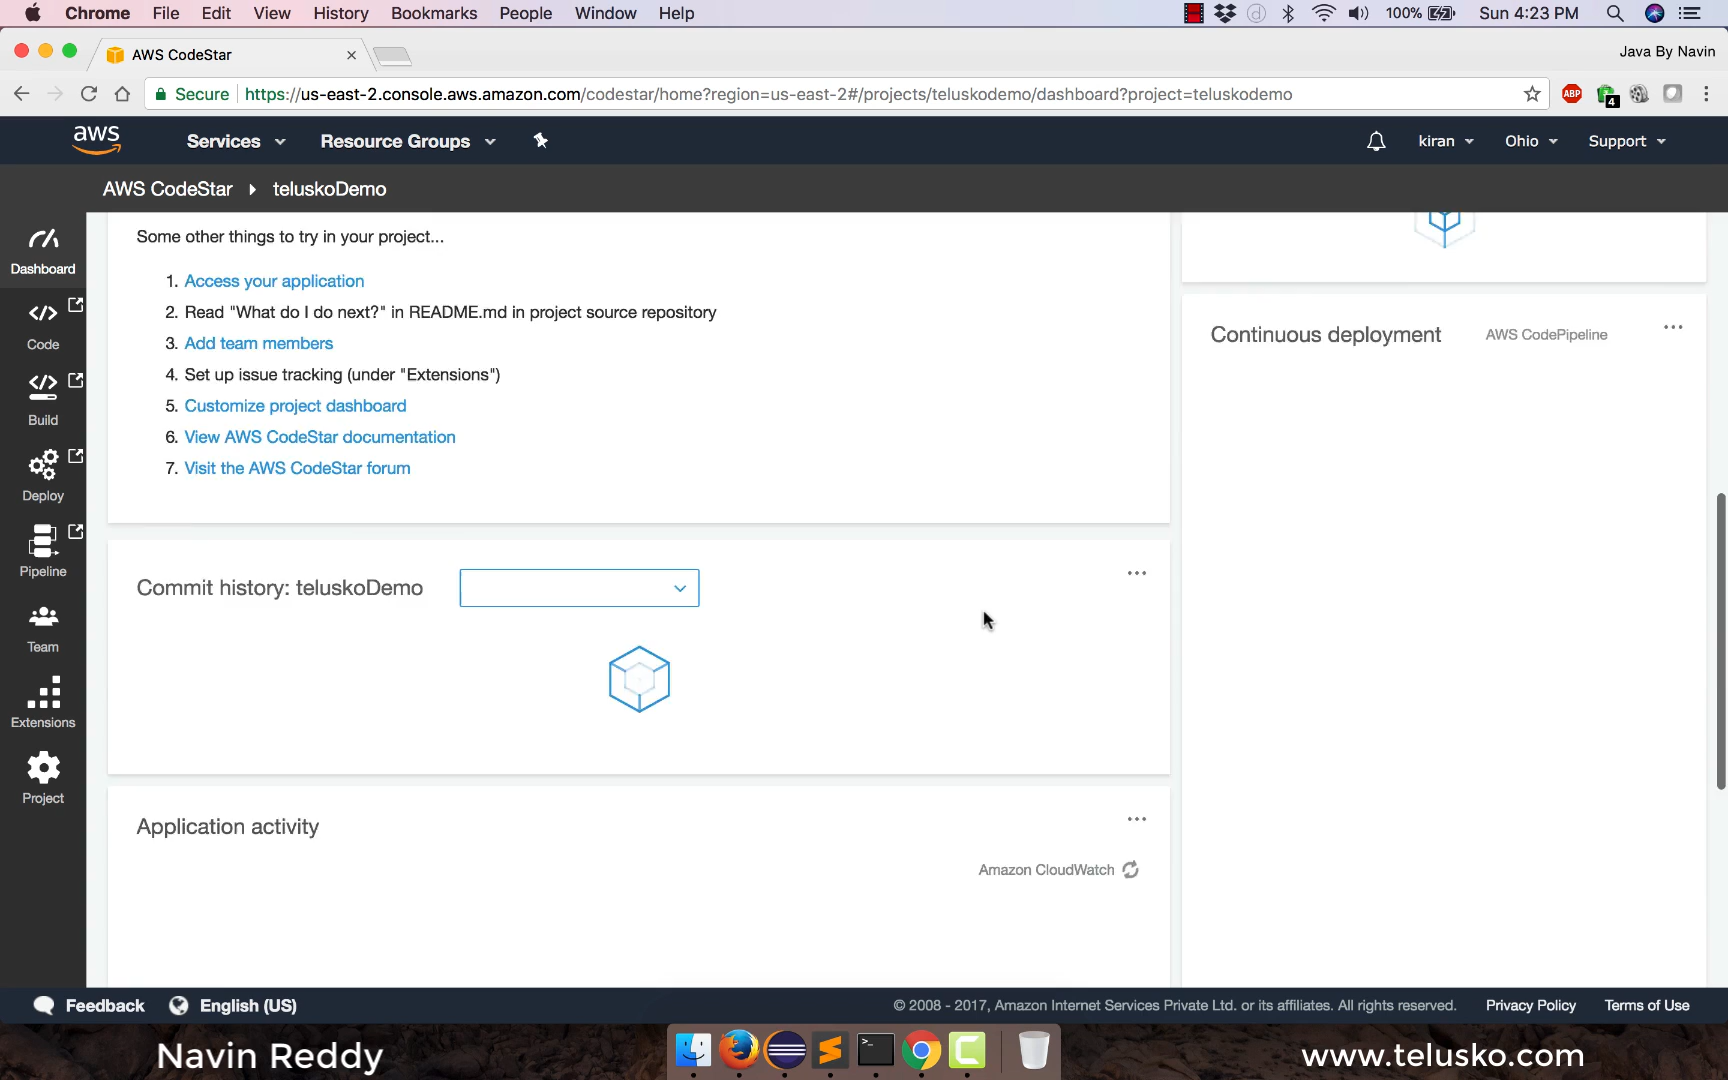 Chrome File Edit View History Bookmarks People Window Help 100% Sun 4:23 PM
AWS CodeStar Java By Navin
Secure https://us-east-2.console.aws.amazon.com/codestar/home?region=us-east-2#/projects/teluskodemo/dashboard?project=teluskodemo ABP 4
aws Services Resource Groups kiran Ohio Support
AWS CodeStar teluskoDemo
Dashboard
Code
Build
Deploy
Pipeline
Team
Extensions
Project
Some other things to try in your project...
1. Access your application
2. Read "What do I do next?" in README.md in project source repository
3. Add team members
4. Set up issue tracking (under "Extensions")
5. Customize project dashboard
6. View AWS CodeStar documentation
7. Visit the AWS CodeStar forum
Continuous deployment AWS CodePipeline
Commit history: teluskoDemo
Application activity
Amazon CloudWatch
Feedback English (US) © 2008 - 2017, Amazon Internet Services Private Ltd. or its affiliates. All rights reserved. Privacy Policy Terms of Use
Navin Reddy www.telusko.com